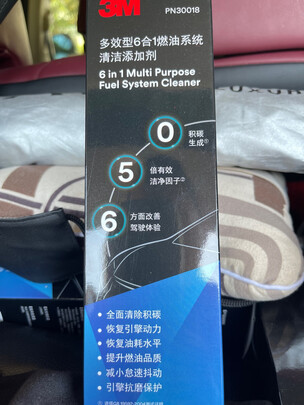 3M
PN30018
多效型6合1燃油系统
清洁添加剂
6 in 1 Multi Purpose
Fuel System Cleaner
0
积碳
生成①
5
倍有效
洁净因子②
6
方面改善
驾驶体验
• 全面清除积碳
• 恢复引擎动力
• 恢复油耗水平
• 提升燃油品质
• 减小怠速抖动
• 引擎抗磨保护